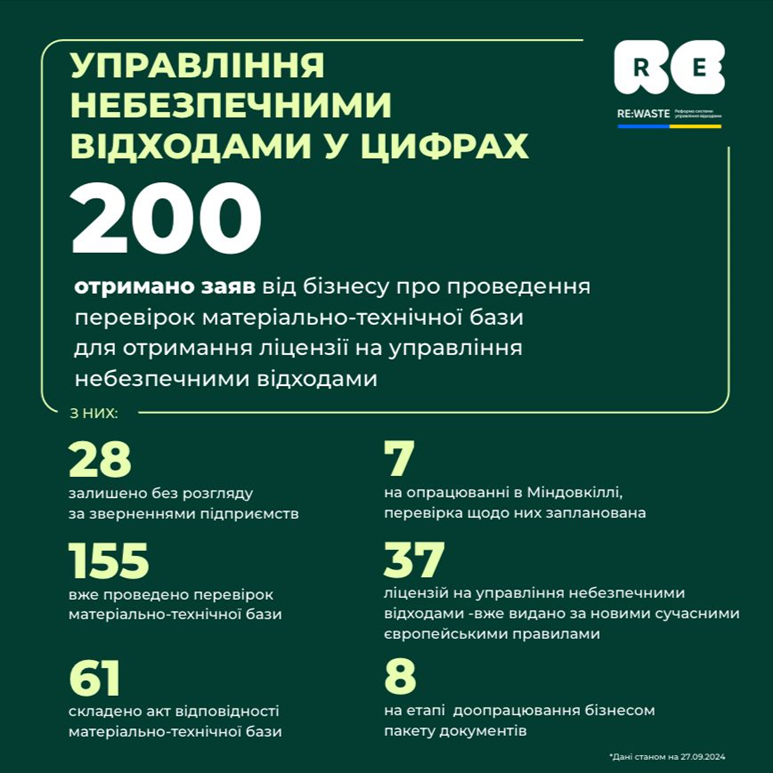 УПРАВЛІННЯ
НЕБЕЗПЕЧНИМИ
ВІДХОДАМИ У ЦИФРАХ
RE
RE:WASTE
Реформа системи
управління відходами
200
отримано заяв від бізнесу про проведення
перевірок матеріально-технічної бази
для отримання ліцензії на управління
небезпечними відходами
З НИХ:
28
залишено без розгляду
за зверненнями підприємств
7
на опрацюванні в Міндовкіллі,
перевірка щодо них запланована
155
вже проведено перевірок
матеріально-технічної бази
37
ліцензій на управління небезпечними
відходами -вже видано за новими сучасними
європейськими правилами
61
складено акт відповідності
матеріально-технічної бази
8
на етапі  доопрацювання бізнесом
пакету документів
*Дані станом на 27.09.2024